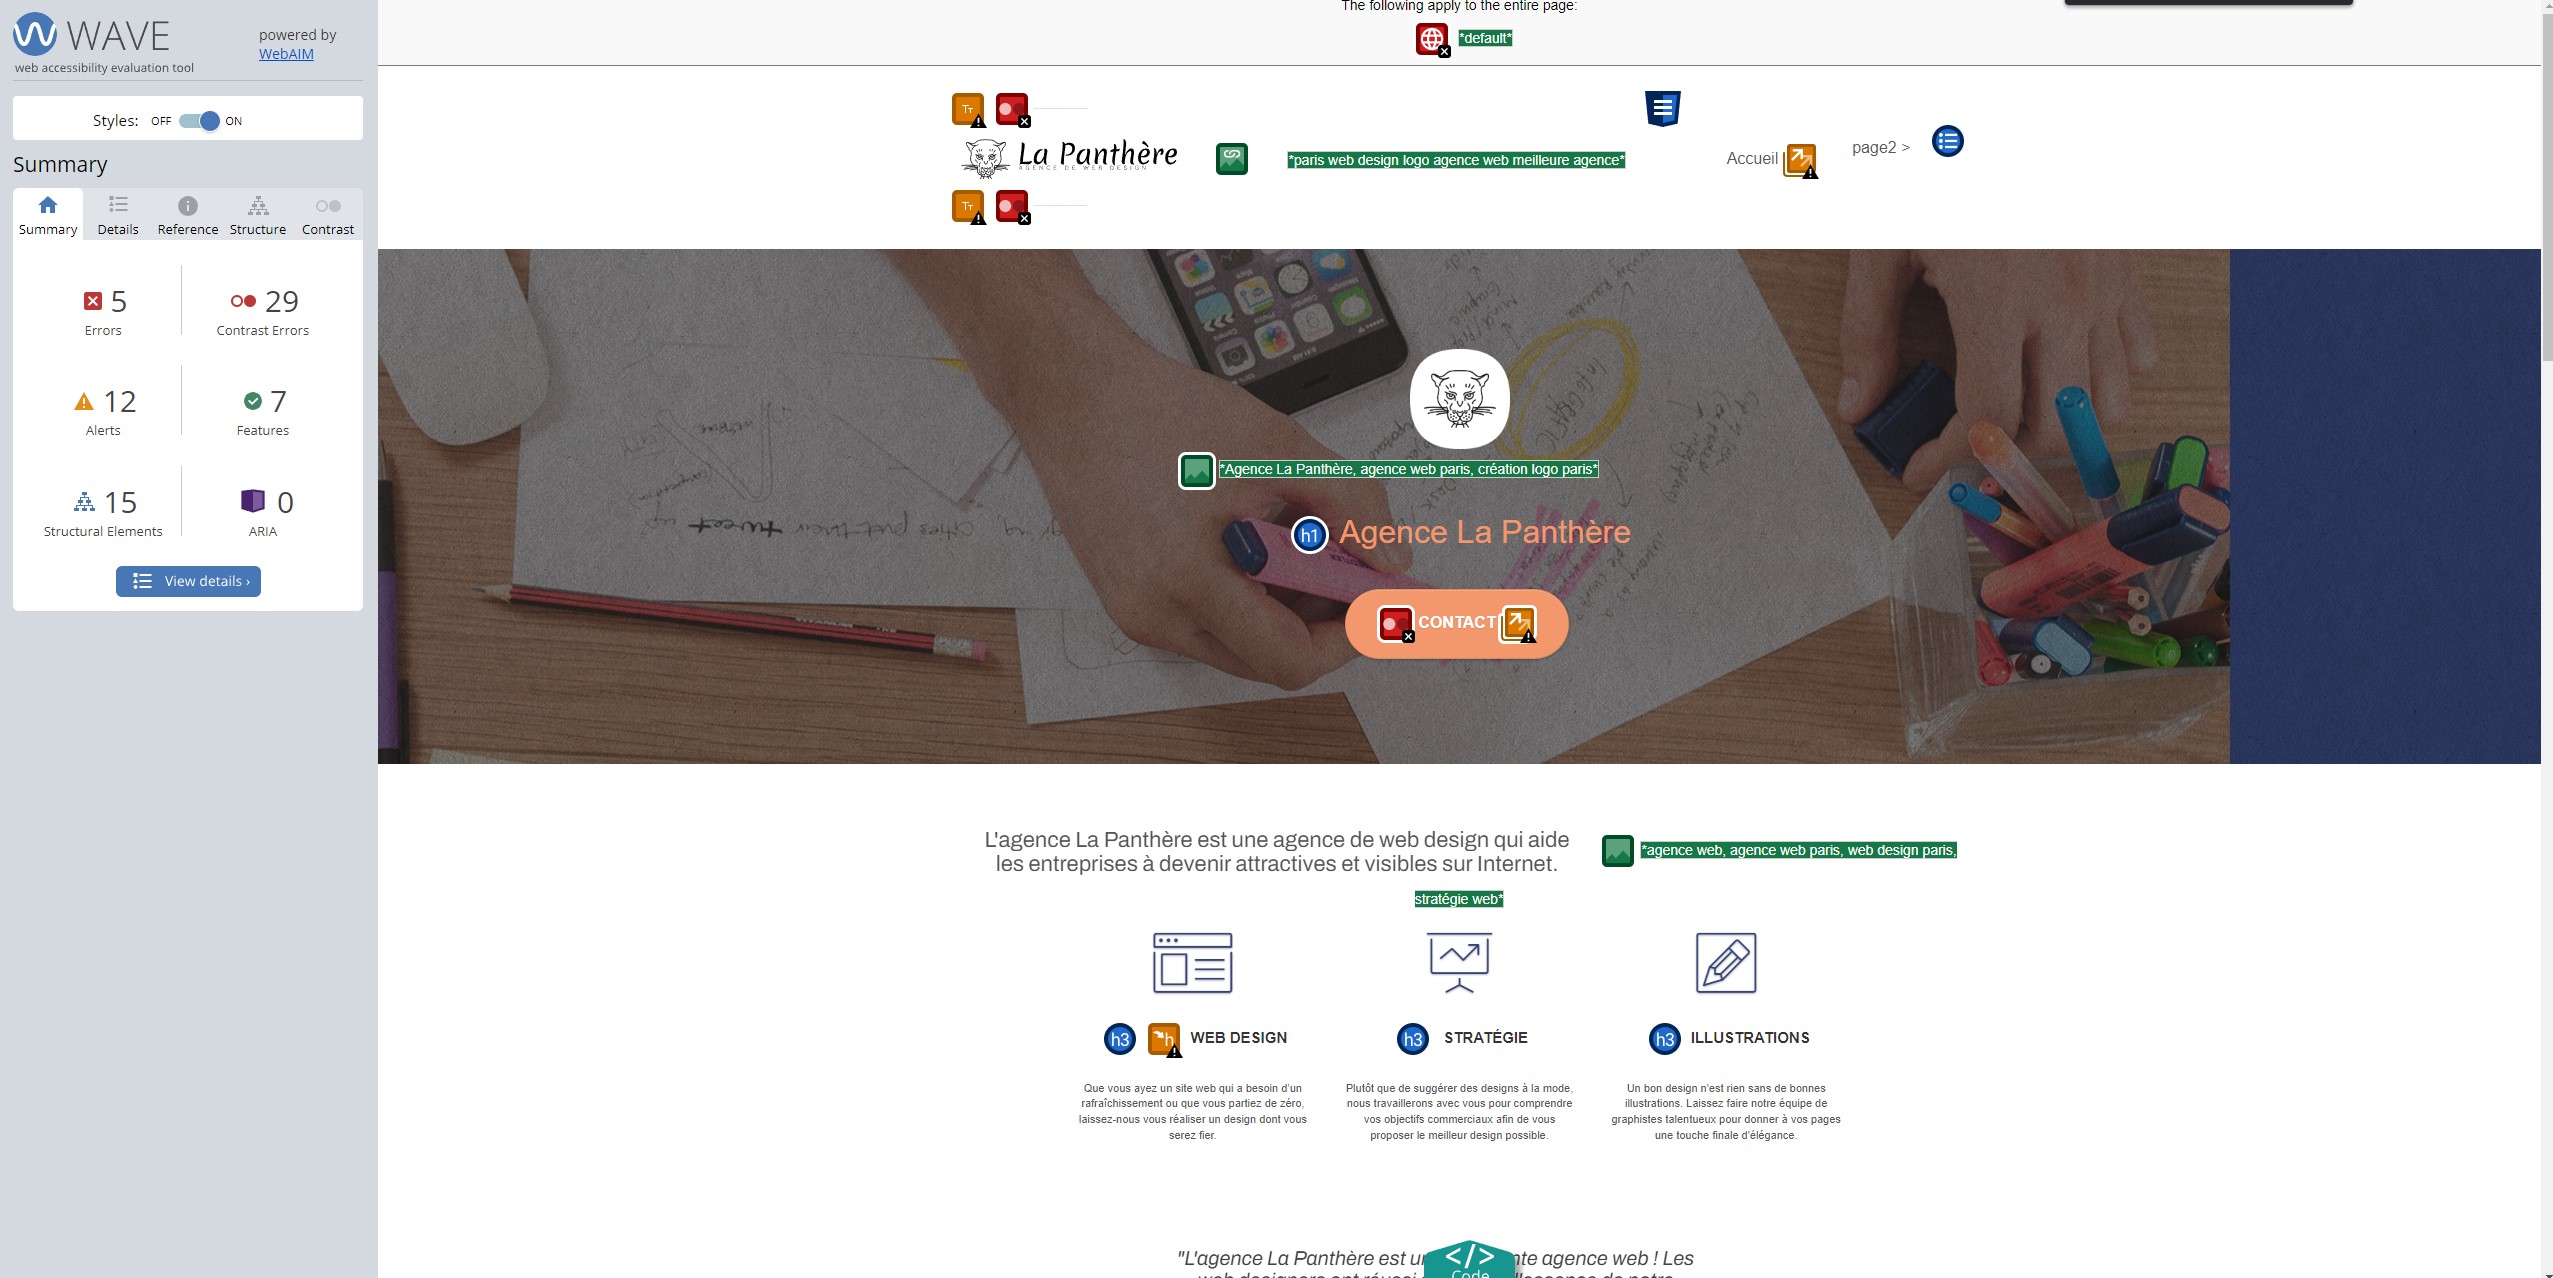 WAVE
powered by
WebAIM
web accessibility evaluation tool
Styles: OFF ON
Summary
Summary Details Reference Structure Contrast
5 Errors
29 Contrast Errors
12 Alerts
7 Features
15 Structural Elements
0 ARIA
View details ›
The following apply to the entire page:
*default*
La Panthère
AGENCE DE WEB DESIGN
*paris web design logo agence web meilleure agence*
Accueil
page2 >
*Agence La Panthère, agence web paris, création logo paris*
h1 Agence La Panthère
CONTACT
L'agence La Panthère est une agence de web design qui aide
les entreprises à devenir attractives et visibles sur Internet.
*agence web, agence web paris, web design paris,
stratégie web*
h3 h WEB DESIGN
h3 STRATÉGIE
h3 ILLUSTRATIONS
Que vous ayez un site web qui a besoin d'un
rafraîchissement ou que vous partiez de zéro,
laissez-nous vous réaliser un design dont vous
serez fier.
Plutôt que de suggérer des designs à la mode,
nous travaillerons avec vous pour comprendre
vos objectifs commerciaux afin de vous
proposer le meilleur design possible.
Un bon design n'est rien sans de bonnes
illustrations. Laissez faire notre équipe de
graphistes talentueux pour donner à vos pages
une touche finale d'élégance.
"L'agence La Panthère est agence web ! Les
</> Code